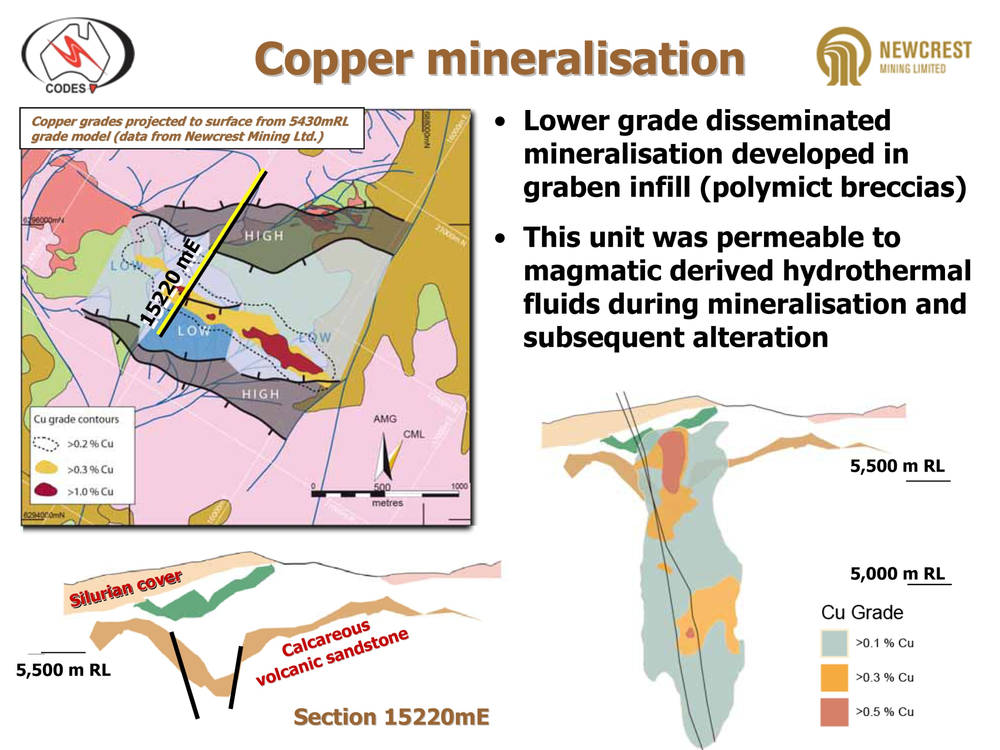 CODES
Copper mineralisation
NEWCREST
MINING LIMITED
Copper grades projected to surface from 5430mRL
grade model (data from Newcrest Mining Ltd.)
16000m E
6296000mN
HIGH
21000m N
LOW
15220 mE
LOW
LOW
HIGH
Cu grade contours
>0.2 % Cu
>0.3 % Cu
>1.0 % Cu
AMG
CML
0
500
1000
metres
6294000mN
• Lower grade disseminated
mineralisation developed in
graben infill (polymict breccias)
• This unit was permeable to
magmatic derived hydrothermal
fluids during mineralisation and
subsequent alteration
5,500 m RL
5,000 m RL
Cu Grade
>0.1 % Cu
>0.3 % Cu
>0.5 % Cu
Silurian cover
Calcareous
volcanic sandstone
5,500 m RL
Section 15220mE